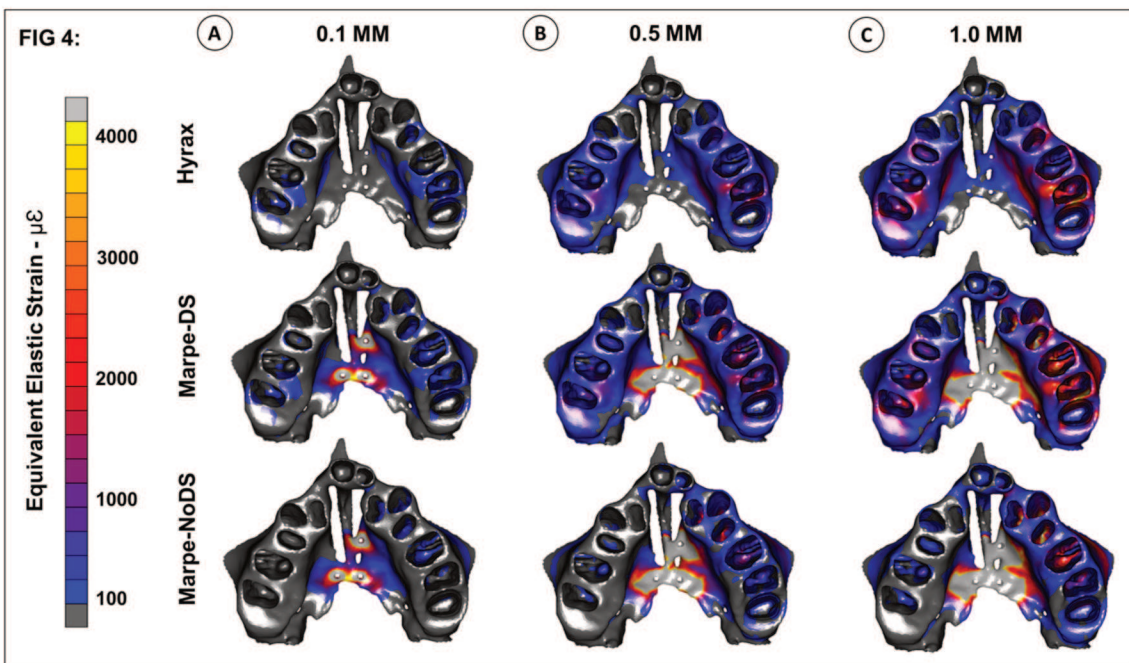 FIG 4:
A 0.1 MM
B 0.5 MM
C 1.0 MM
Equivalent Elastic Strain - µƐ
4000
3000
2000
1000
100
Hyrax
Marpe-DS
Marpe-NoDS